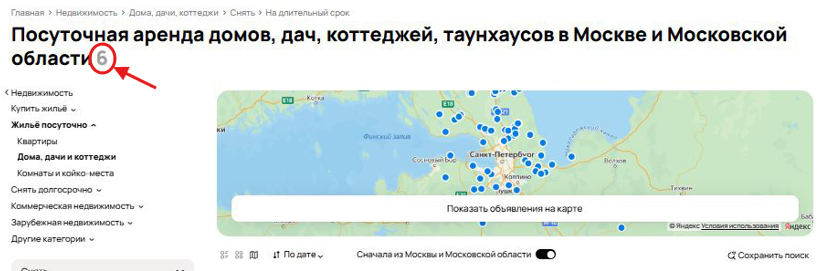 Главная > Недвижимость > Дома, дачи, коттеджи > Снять > На длительный срок
Посуточная аренда домов, дач, коттеджей, таунхаусов в Москве и Московской
области 6
Недвижимость
Купить жильё
Жильё посуточно
Квартиры
Дома, дачи и коттеджи
Комнаты и койко-места
Снять долгосрочно
Коммерческая недвижимость
Зарубежная недвижимость
Другие категории
Котка
E18
E18
Финский залив
Санкт-Петербург
Сосновый Бор
Волхов
Колпино
Тихвин
Показать объявления на карте
© Яндекс Условия использования Яндекс
По дате
Сначала из Москвы и Московской области
Сохранить поиск